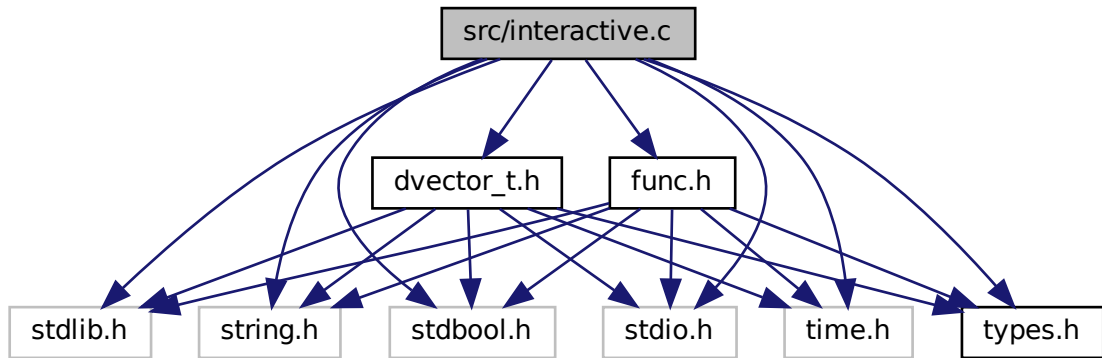 src/interactive.c
dvector_t.h
func.h
stdlib.h
string.h
stdbool.h
stdio.h
time.h
types.h